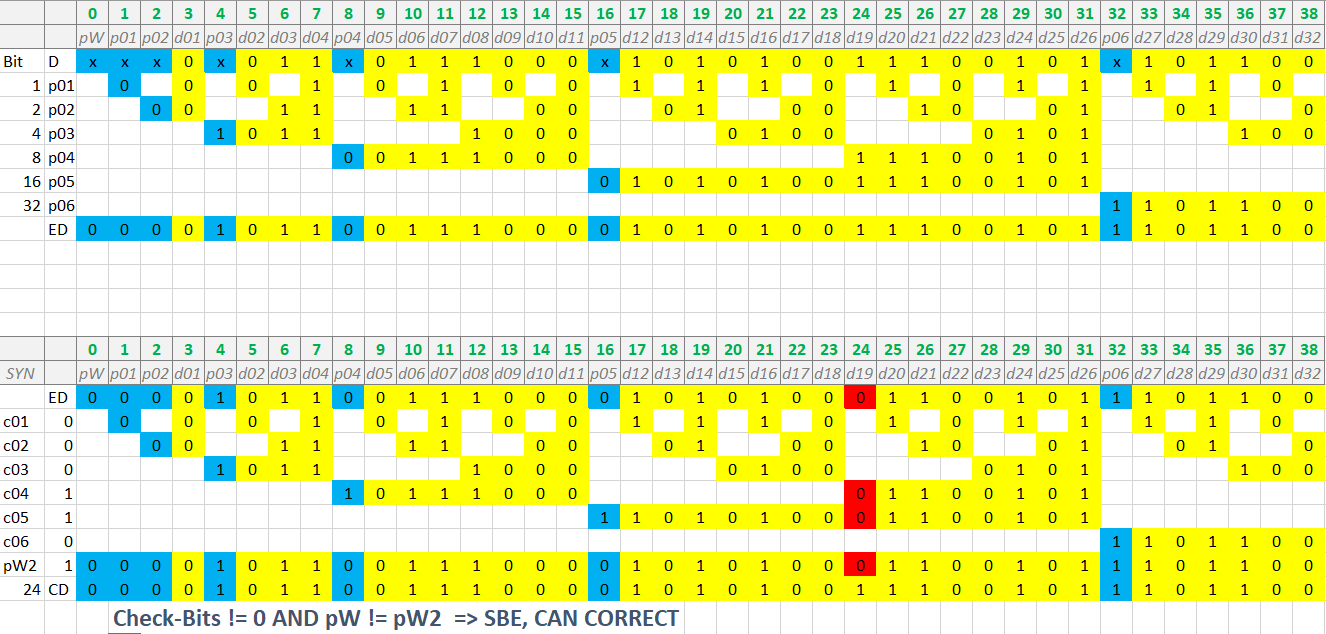 0 1 2 3 4 5 6 7 8 9 10 11 12 13 14 15 16 17 18 19 20 21 22 23 24 25 26 27 28 29 30 31 32 33 34 35 36 37 38
pW p01 p02 d01 p03 d02 d03 d04 p04 d05 d06 d07 d08 d09 d10 d11 p05 d12 d13 d14 d15 d16 d17 d18 d19 d20 d21 d22 d23 d24 d25 d26 p06 d27 d28 d29 d30 d31 d32
Bit D x x x 0 x 0 1 1 x 0 1 1 1 0 0 0 x 1 0 1 0 1 0 0 1 1 1 0 0 1 0 1 x 1 0 1 1 0 0
1 p01 0 0 0 1 0 1 0 0 1 1 1 0 1 0 1 1 1 1 0
2 p02 0 0 1 1 1 1 0 0 0 1 0 0 1 0 0 1 0 1 0
4 p03 1 0 1 1 1 0 0 0 0 1 0 0 0 1 0 1 1 0 0
8 p04 0 0 1 1 1 0 0 0 1 1 1 0 0 1 0 1
16 p05 0 1 0 1 0 1 0 0 1 1 1 0 0 1 0 1
32 p06 1 1 0 1 1 0 0
ED 0 0 0 0 1 0 1 1 0 0 1 1 1 0 0 0 0 1 0 1 0 1 0 0 1 1 1 0 0 1 0 1 1 1 0 1 1 0 0
0 1 2 3 4 5 6 7 8 9 10 11 12 13 14 15 16 17 18 19 20 21 22 23 24 25 26 27 28 29 30 31 32 33 34 35 36 37 38
SYN pW p01 p02 d01 p03 d02 d03 d04 p04 d05 d06 d07 d08 d09 d10 d11 p05 d12 d13 d14 d15 d16 d17 d18 d19 d20 d21 d22 d23 d24 d25 d26 p06 d27 d28 d29 d30 d31 d32
ED 0 0 0 0 1 0 1 1 0 0 1 1 1 0 0 0 0 1 0 1 0 1 0 0 0 1 1 0 0 1 0 1 1 1 0 1 1 0 0
c01 0 0 0 0 1 0 1 0 0 1 1 1 0 1 0 1 1 1 1 0
c02 0 0 0 1 1 1 1 0 0 0 1 0 0 1 0 0 1 0 1 0
c03 0 1 0 1 1 1 0 0 0 0 1 0 0 0 1 0 1 1 0 0
c04 1 1 0 1 1 1 0 0 0 0 1 1 0 0 1 0 1
c05 1 1 1 0 1 0 1 0 0 0 1 1 0 0 1 0 1
c06 0 1 1 0 1 1 0 0
pW2 1 0 0 0 0 1 0 1 1 0 0 1 1 1 0 0 0 0 1 0 1 0 1 0 0 0 1 1 0 0 1 0 1 1 1 0 1 1 0 0
24 CD 0 0 0 0 1 0 1 1 0 0 1 1 1 0 0 0 0 1 0 1 0 1 0 0 1 1 1 0 0 1 0 1 1 1 0 1 1 0 0
Check-Bits != 0 AND pW != pW2 => SBE, CAN CORRECT